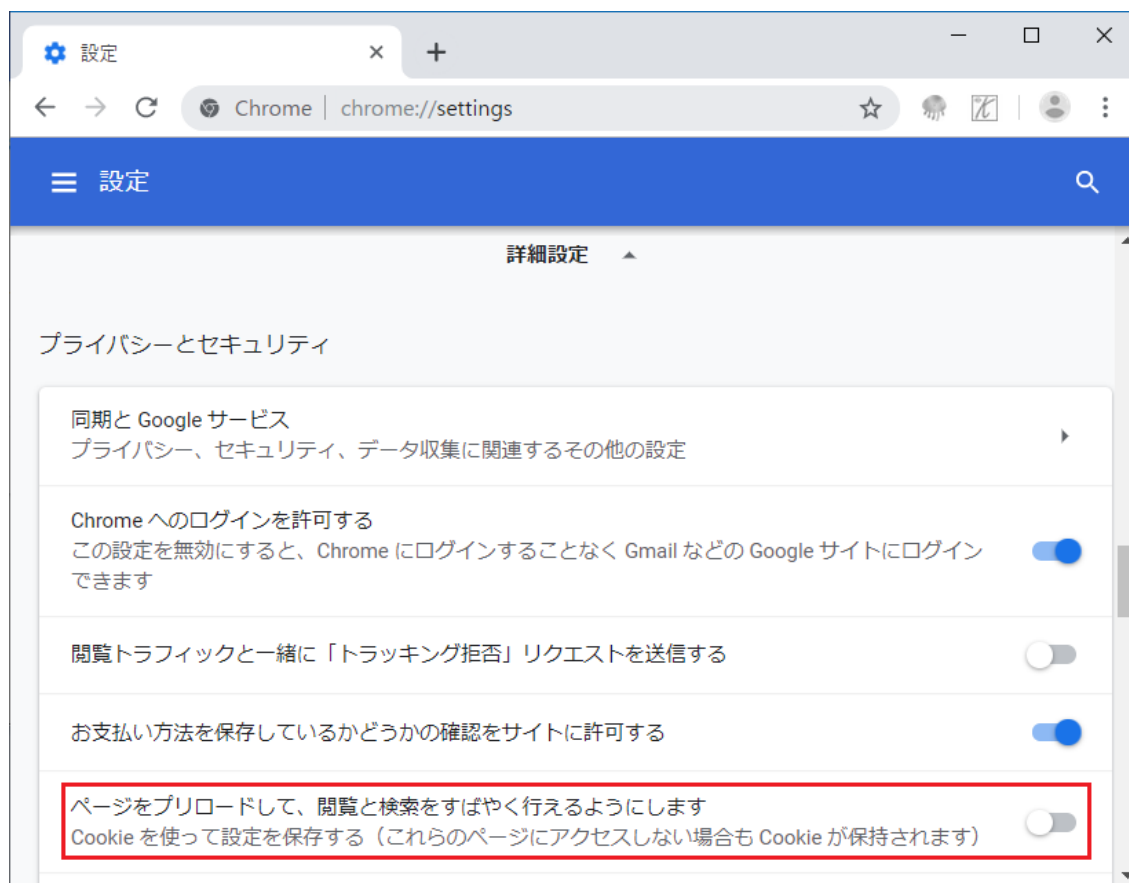 設定
Chrome chrome://settings
設定
詳細設定
プライバシーとセキュリティ
同期と Google サービス
プライバシー、セキュリティ、データ収集に関連するその他の設定
Chrome へのログインを許可する
この設定を無効にすると、Chrome にログインすることなく Gmail などの Google サイトにログイン
できます
閲覧トラフィックと一緒に「トラッキング拒否」リクエストを送信する
お支払い方法を保存しているかどうかの確認をサイトに許可する
ページをプリロードして、閲覧と検索をすばやく行えるようにします
Cookie を使って設定を保存する（これらのページにアクセスしない場合も Cookie が保持されます）